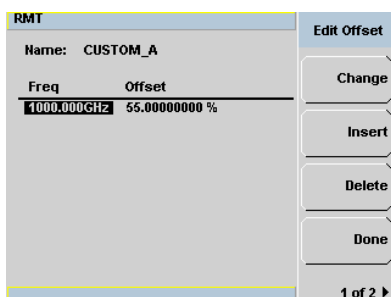 RMT
Edit Offset
Name: CUSTOM_A
Change
Freq Offset
1000.000GHz 55.00000000 %
Insert
Delete
Done
1 of 2